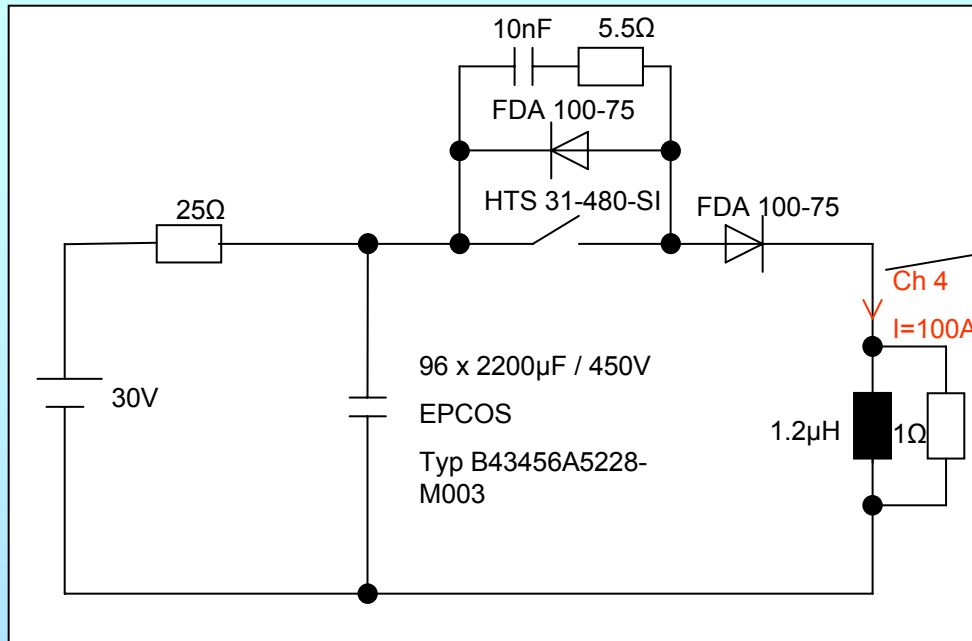 10nF
5.5Ω
FDA 100-75
HTS 31-480-SI
FDA 100-75
25Ω
Ch 4
I=100A
30V
96 x 2200µF / 450V
EPCOS
Typ B43456A5228-
M003
1.2µH
1Ω